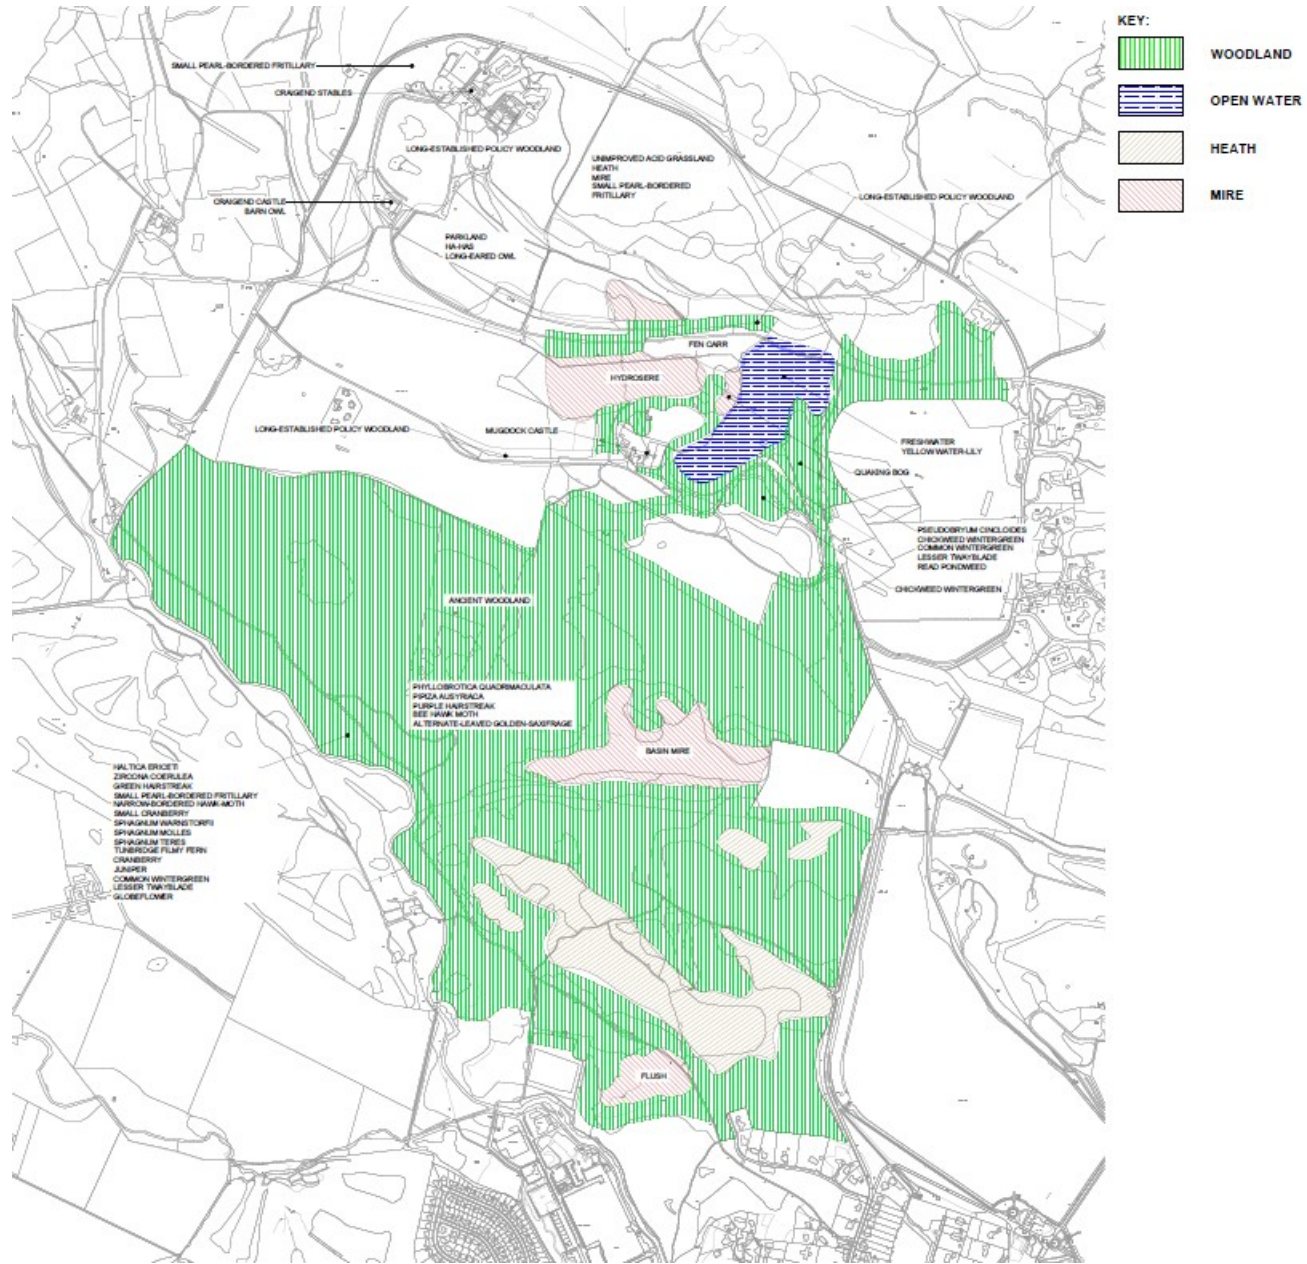 KEY:
WOODLAND
OPEN WATER
HEATH
MIRE
SMALL PEARL-BORDERED FRITILLARY
CRAIGEND STABLES
LONG-ESTABLISHED POLICY WOODLAND
UNIMPROVED ACID GRASSLAND
HEATH
MIRE
SMALL PEARL-BORDERED
FRITILLARY
LONG-ESTABLISHED POLICY WOODLAND
CRAIGEND CASTLE
BARN OWL
PARKLAND
HA-HAS
LONG-EARED OWL
FEN CARR
HYDROSERE
LONG-ESTABLISHED POLICY WOODLAND
MUGDOCK CASTLE
FRESHWATER
YELLOW WATER-LILY
QUAKING BOG
PSEUDOBRYUM CINCLOIDES
CHICKWEED WINTERGREEN
COMMON WINTERGREEN
LESSER TWAYBLADE
READ PONDWEED
CHICKWEED WINTERGREEN
ANCIENT WOODLAND
PHYLLOBROTICA QUADRIMACULATA
PIPIZA AUSYRIACA
PURPLE HAIRSTREAK
BEE HAWK MOTH
ALTERNATE-LEAVED GOLDEN-SAXIFRAGE
BASIN MIRE
HALTICA ERICETI
ZIRCONA COERULEA
GREEN HAIRSTREAK
SMALL PEARL-BORDERED FRITILLARY
NARROW-BORDERED HAWK-MOTH
SMALL CRANBERRY
SPHAGNUM WARNSTORFII
SPHAGNUM MOLLES
SPHAGNUM TERES
TUNBRIDGE FILMY FERN
CRANBERRY
JUNIPER
COMMON WINTERGREEN
LESSER TWAYBLADE
GLOBEFLOWER
FLUSH